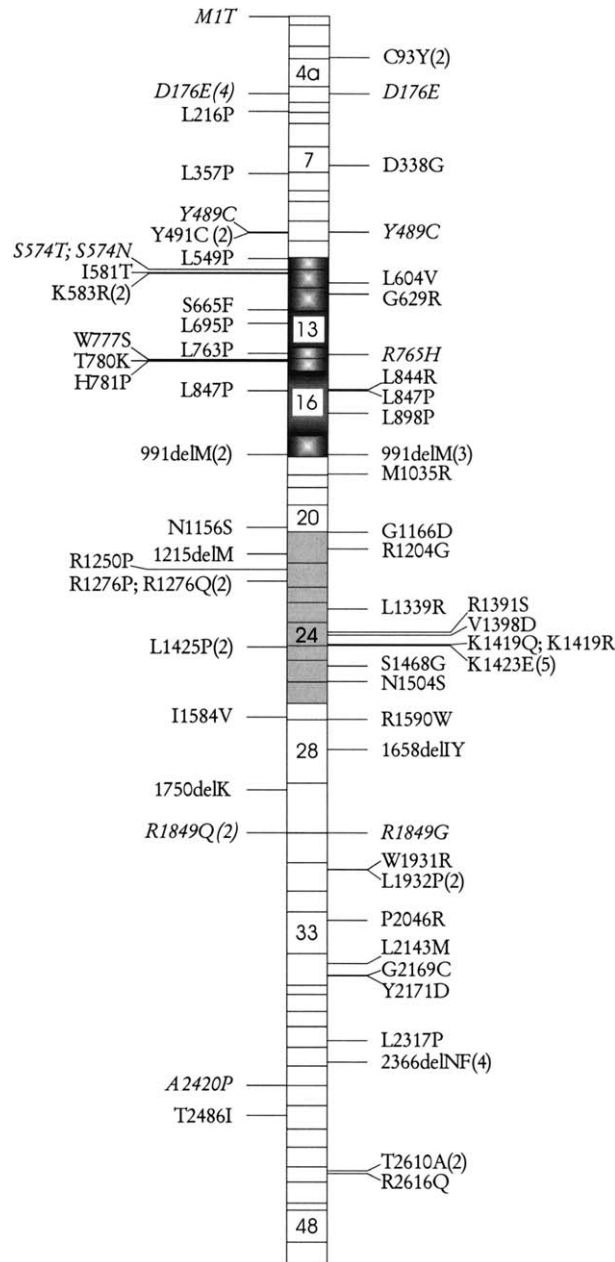 M1T
C93Y(2)
4a
D176E(4)
D176E
L216P
7
D338G
L357P
Y489C
Y489C
Y491C (2)
S574T; S574N
L549P
I581T
L604V
K583R(2)
G629R
S665F
L695P
13
W777S
L763P
R765H
T780K
H781P
L844R
L847P
L847P
16
L898P
991delM(2)
991delM(3)
M1035R
20
N1156S
G1166D
R1204G
1215delM
R1250P
R1276P; R1276Q(2)
L1339R
R1391S
V1398D
24
K1419Q; K1419R
L1425P(2)
K1423E(5)
S1468G
N1504S
I1584V
R1590W
28
1658delIY
1750delK
R1849Q(2)
R1849G
W1931R
L1932P(2)
P2046R
33
L2143M
G2169C
Y2171D
L2317P
2366delNF(4)
A2420P
T2486I
T2610A(2)
R2616Q
48